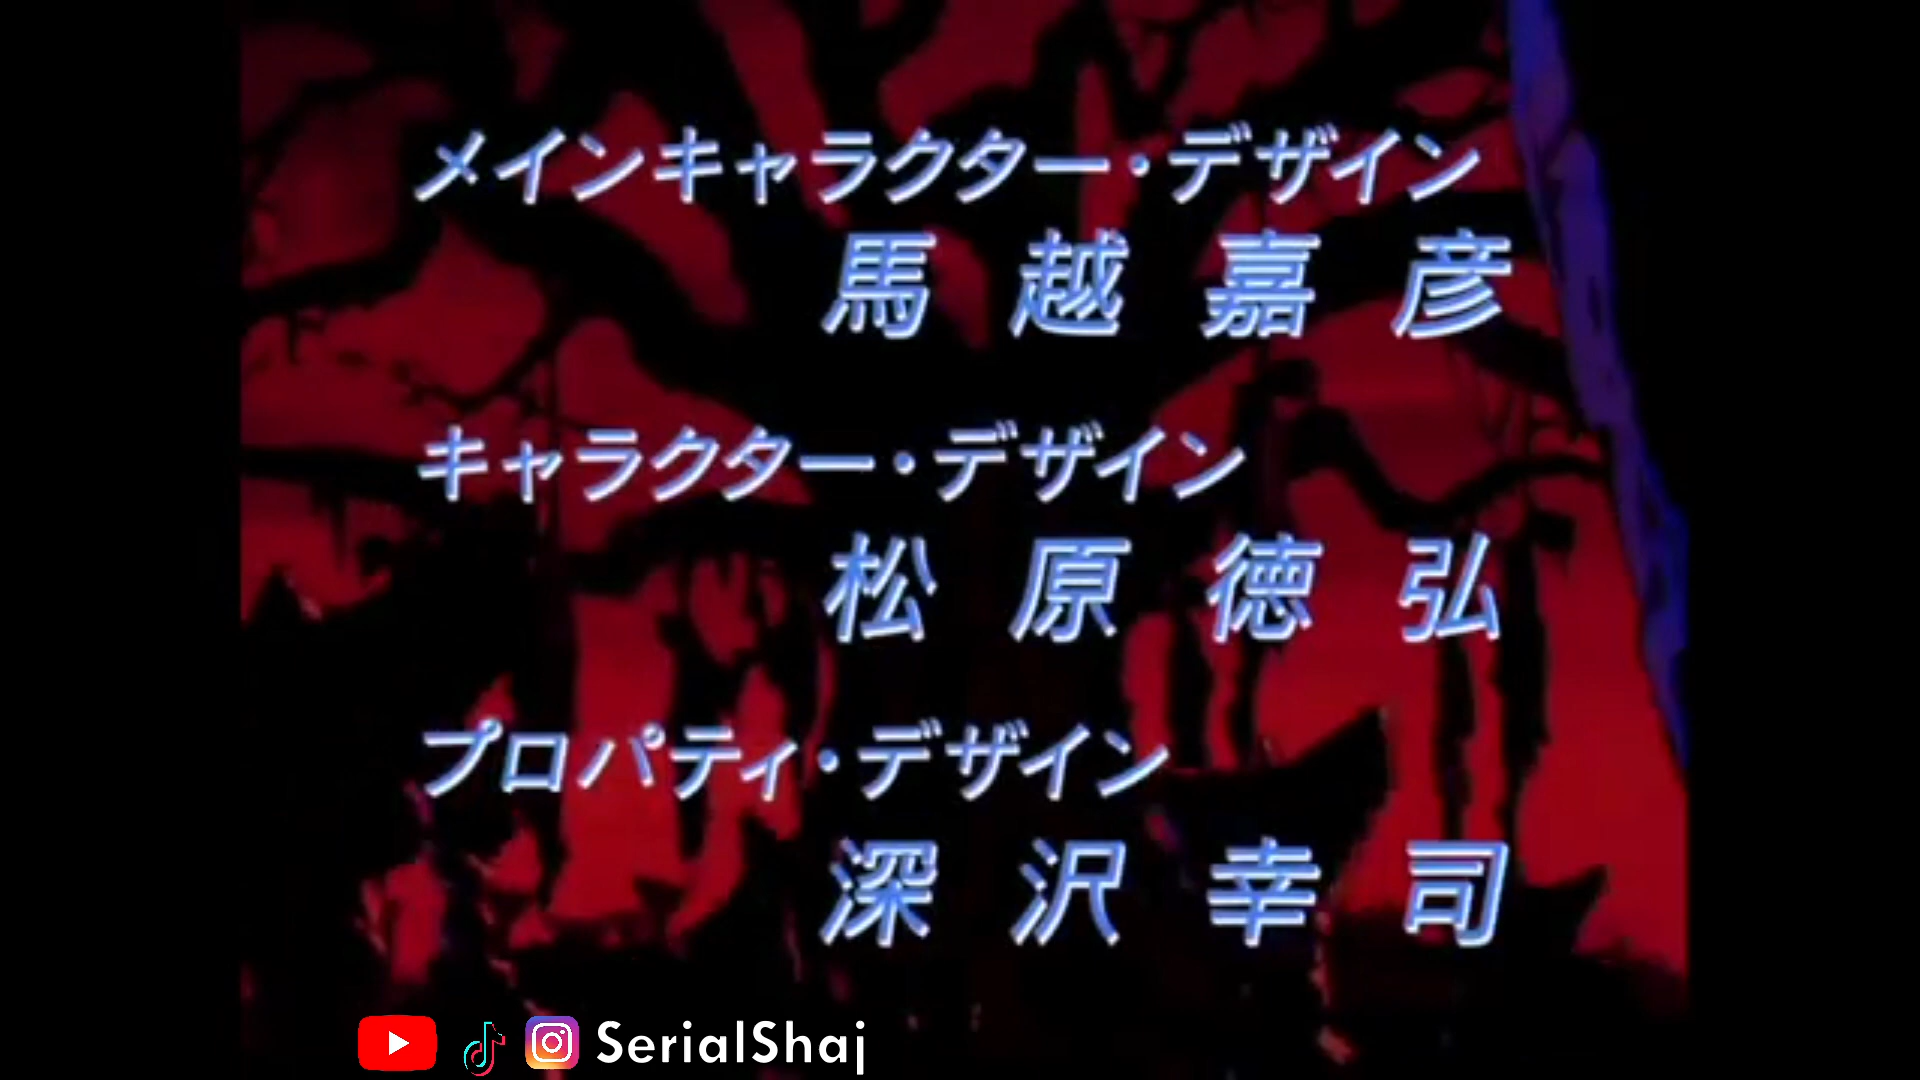 メインキャラクター・デザイン
馬越嘉彦
キャラクター・デザイン
松原徳弘
プロパティ・デザイン
深沢幸司
SerialShaj